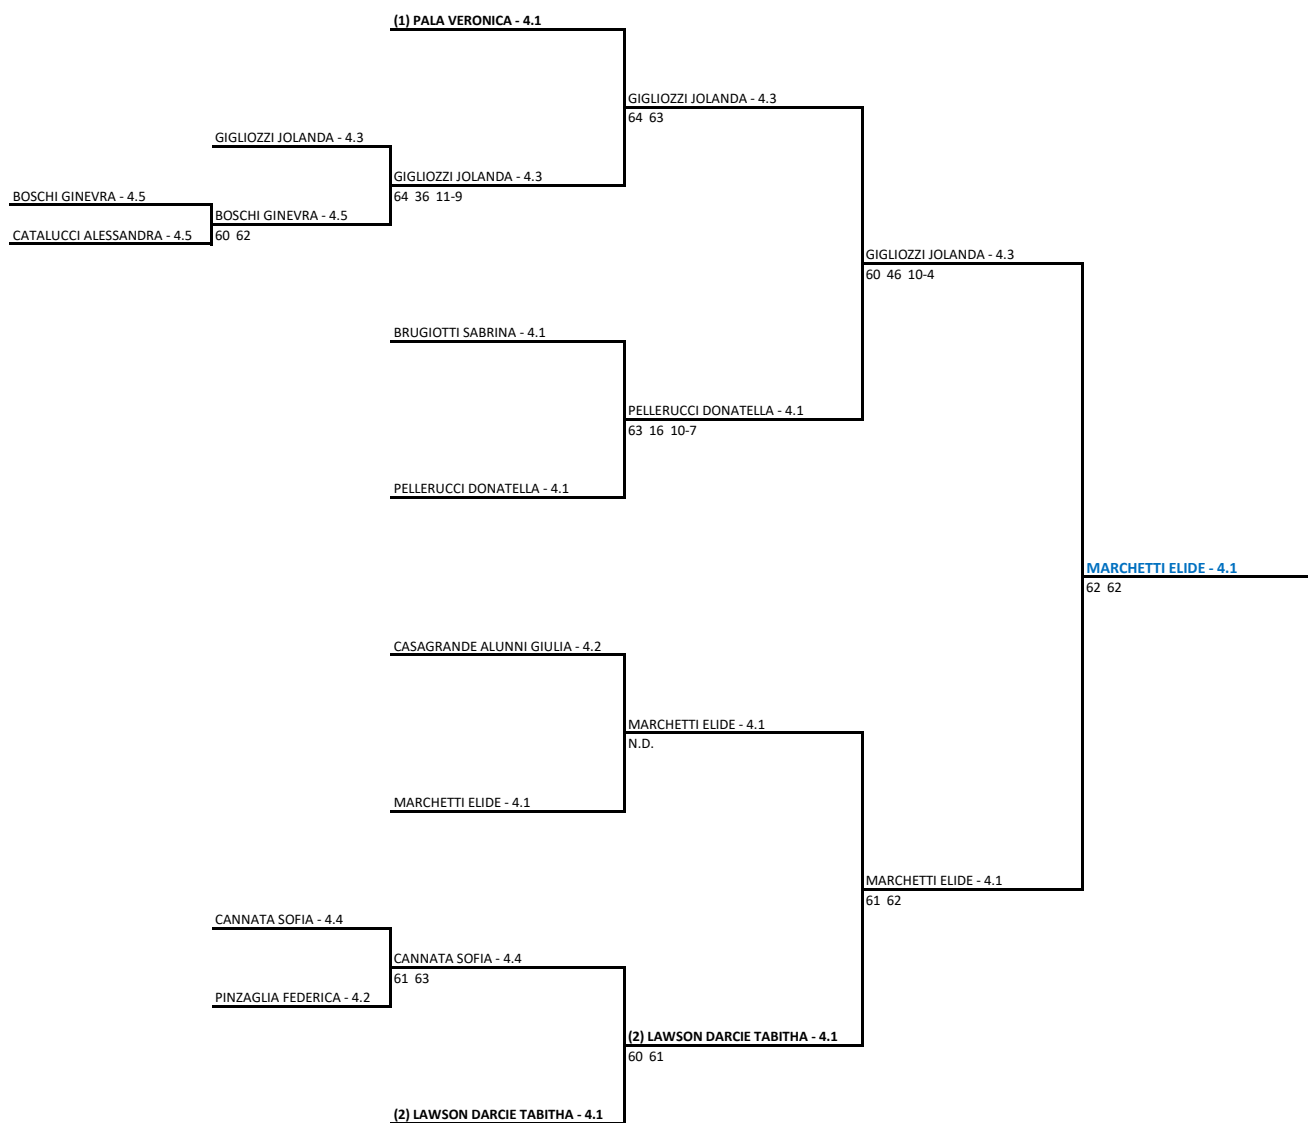 (1) PALA VERONICA - 4.1
GIGLIOZZI JOLANDA - 4.3
64 63
GIGLIOZZI JOLANDA - 4.3
GIGLIOZZI JOLANDA - 4.3
64 36 11-9
BOSCHI GINEVRA - 4.5
BOSCHI GINEVRA - 4.5
CATALUCCI ALESSANDRA - 4.5
60 62
GIGLIOZZI JOLANDA - 4.3
60 46 10-4
BRUGIOTTI SABRINA - 4.1
PELLERUCCI DONATELLA - 4.1
63 16 10-7
PELLERUCCI DONATELLA - 4.1
MARCHETTI ELIDE - 4.1
62 62
CASAGRANDE ALUNNI GIULIA - 4.2
MARCHETTI ELIDE - 4.1
N.D.
MARCHETTI ELIDE - 4.1
MARCHETTI ELIDE - 4.1
61 62
CANNATA SOFIA - 4.4
CANNATA SOFIA - 4.4
61 63
PINZAGLIA FEDERICA - 4.2
(2) LAWSON DARCIE TABITHA - 4.1
60 61
(2) LAWSON DARCIE TABITHA - 4.1